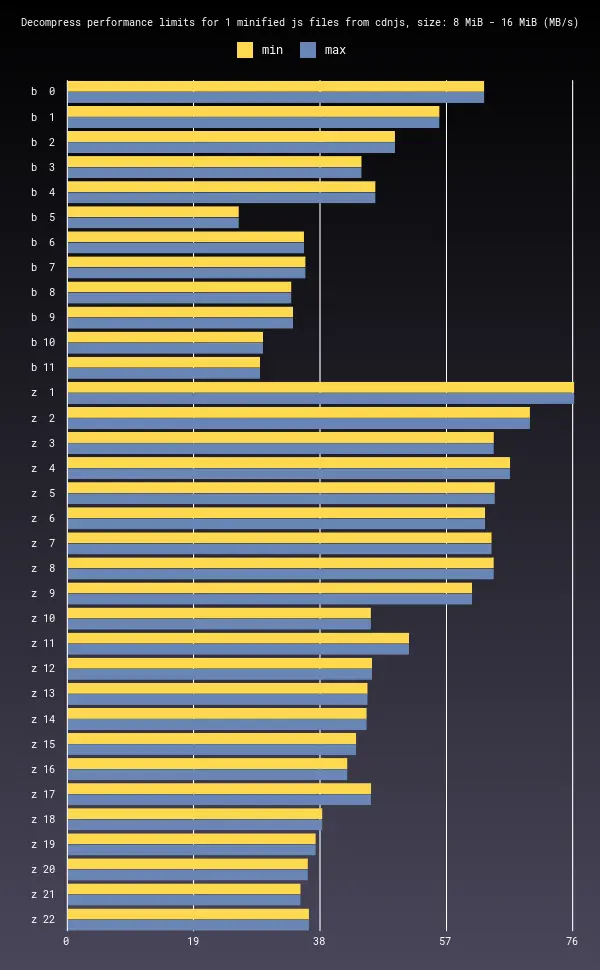 Decompress performance limits for 1 minified js files from cdnjs, size: 8 MiB - 16 MiB (MB/s)
min max
b 0
b 1
b 2
b 3
b 4
b 5
b 6
b 7
b 8
b 9
b 10
b 11
z 1
z 2
z 3
z 4
z 5
z 6
z 7
z 8
z 9
z 10
z 11
z 12
z 13
z 14
z 15
z 16
z 17
z 18
z 19
z 20
z 21
z 22
0 19 38 57 76